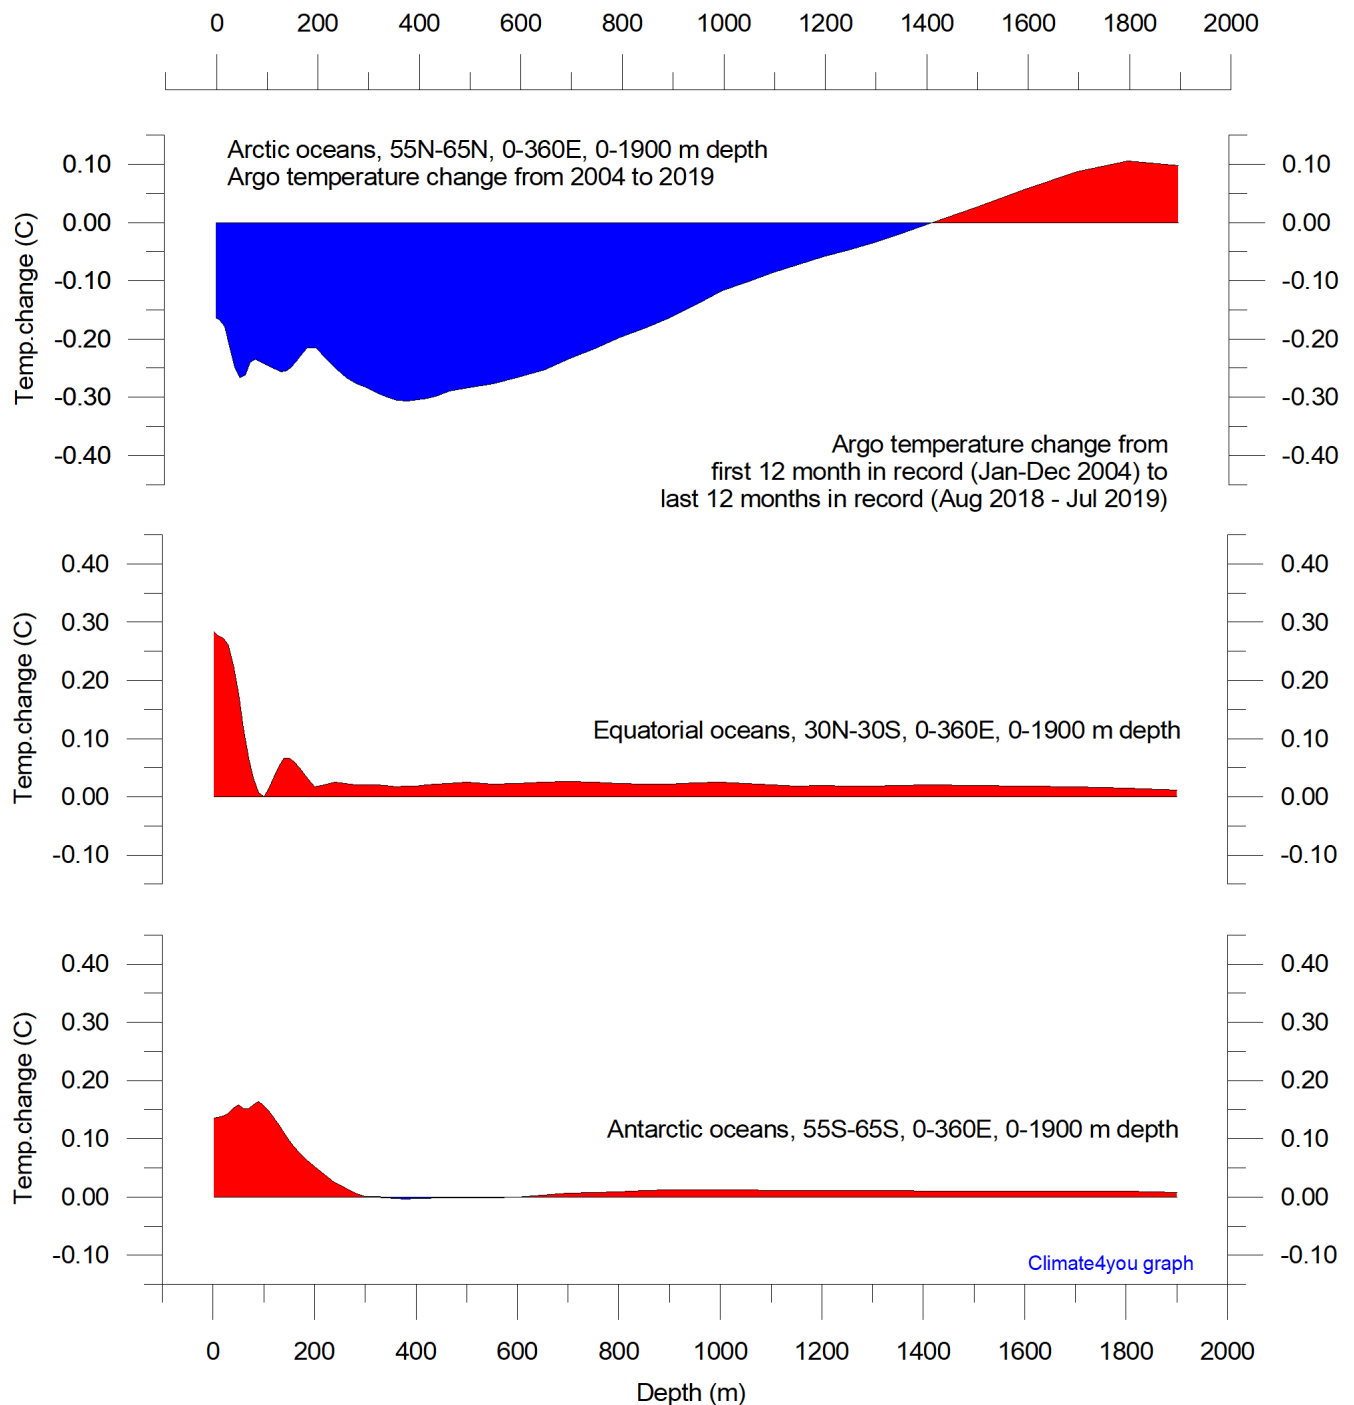 0 200 400 600 800 1000 1200 1400 1600 1800 2000
Arctic oceans, 55N-65N, 0-360E, 0-1900 m depth
Argo temperature change from 2004 to 2019
Temp.change (C)
0.10 0.10
0.00 0.00
-0.10 -0.10
-0.20 -0.20
-0.30 -0.30
-0.40 -0.40
Argo temperature change from
first 12 month in record (Jan-Dec 2004) to
last 12 months in record (Aug 2018 - Jul 2019)
Temp.change (C)
0.40 0.40
0.30 0.30
0.20 0.20
0.10 0.10
0.00 0.00
-0.10 -0.10
Equatorial oceans, 30N-30S, 0-360E, 0-1900 m depth
Temp.change (C)
0.40 0.40
0.30 0.30
0.20 0.20
0.10 0.10
0.00 0.00
-0.10 -0.10
Antarctic oceans, 55S-65S, 0-360E, 0-1900 m depth
Climate4you graph
0 200 400 600 800 1000 1200 1400 1600 1800 2000
Depth (m)